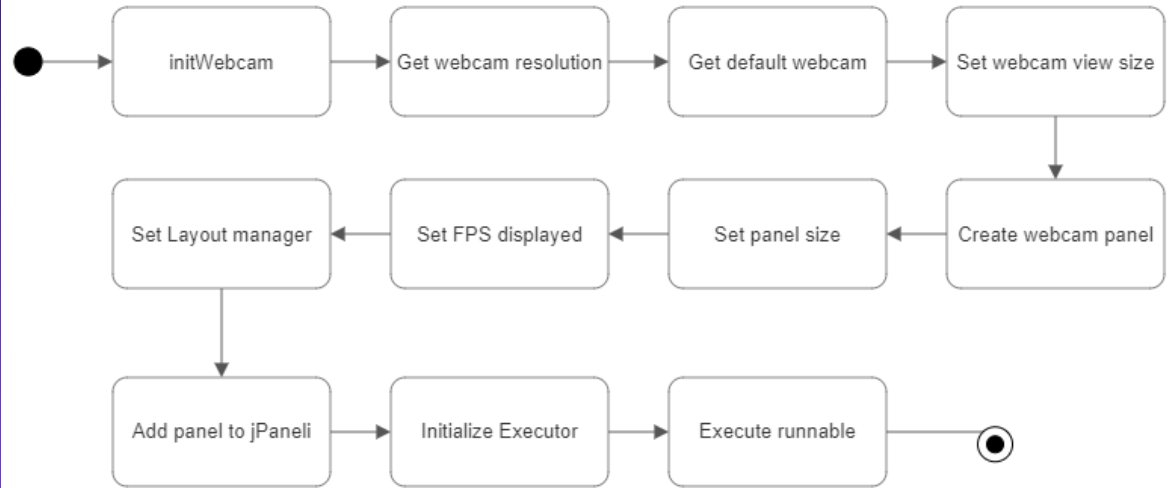 initWebcam
Get webcam resolution
Get default webcam
Set webcam view size
Create webcam panel
Set panel size
Set FPS displayed
Set Layout manager
Add panel to jPaneli
Initialize Executor
Execute runnable